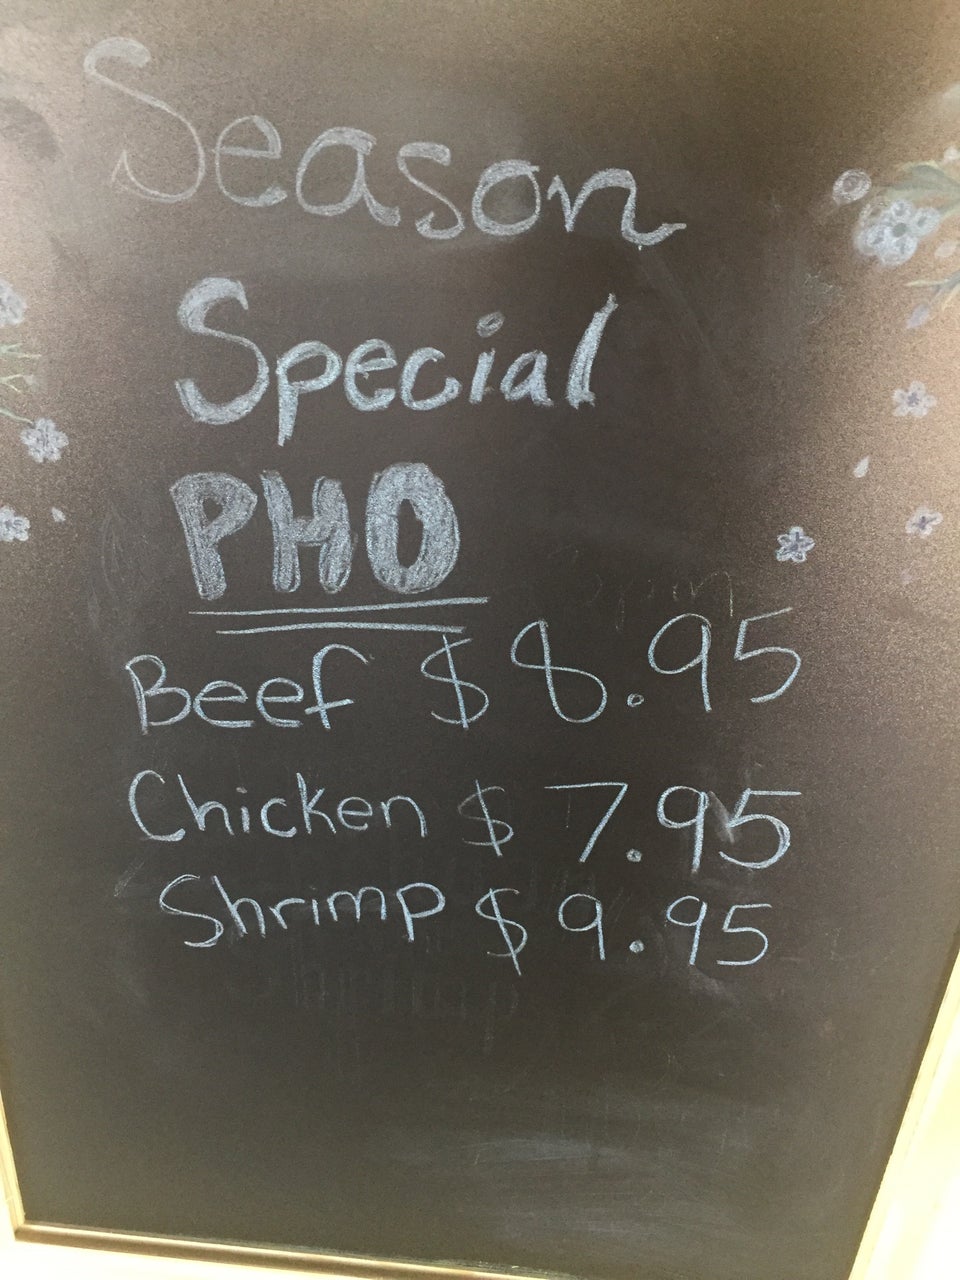 Season
Special
PHO
Beef $8.95
Chicken $7.95
Shrimp $9.95